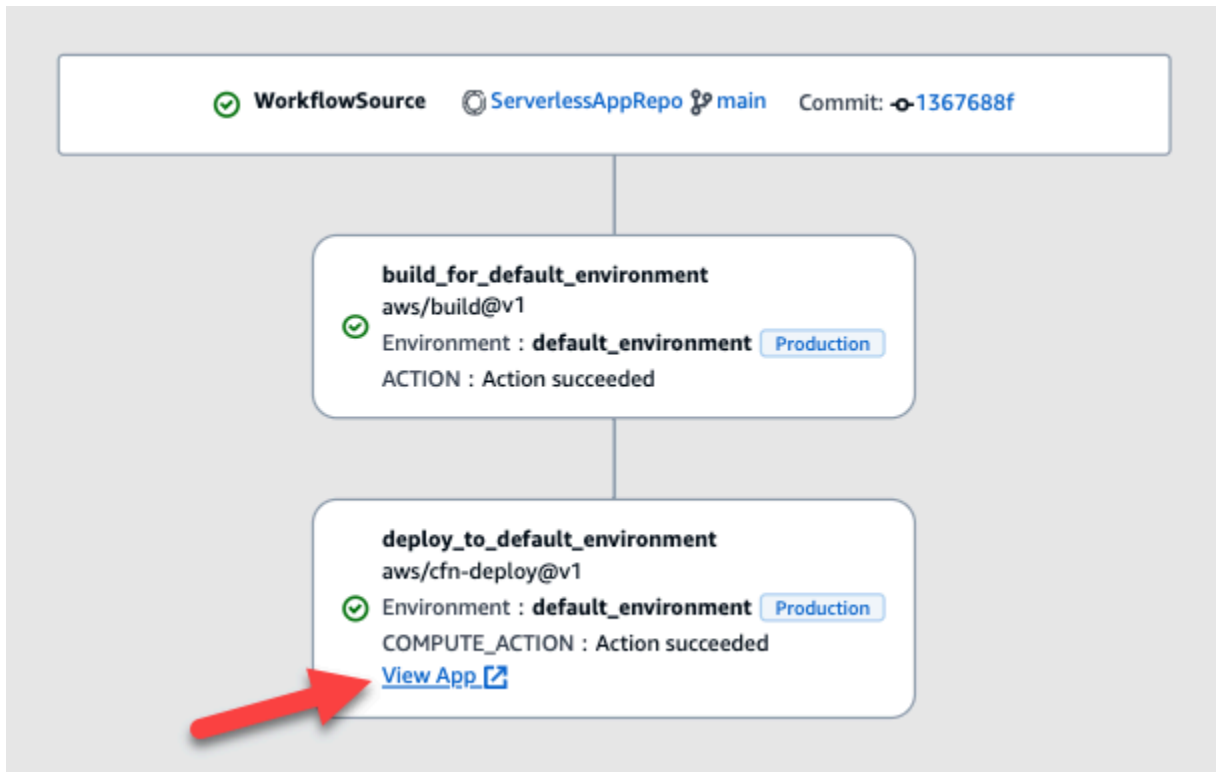 WorkflowSource ServerlessAppRepo main Commit: 1367688f
build_for_default_environment
aws/build@v1
Environment : default_environment Production
ACTION : Action succeeded
deploy_to_default_environment
aws/cfn-deploy@v1
Environment : default_environment Production
COMPUTE_ACTION : Action succeeded
View App